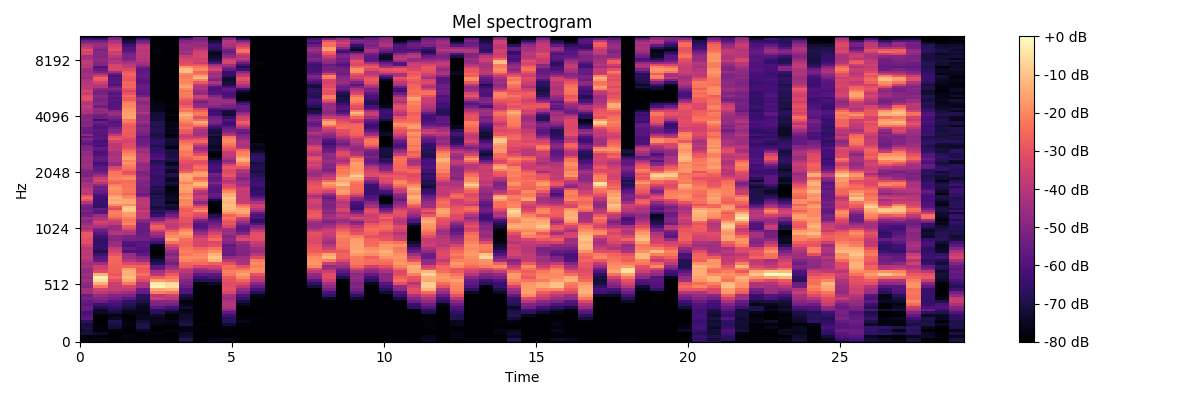 Mel spectrogram
Hz
8192
4096
2048
1024
512
0
0 5 10 15 20 25
Time
+0 dB
-10 dB
-20 dB
-30 dB
-40 dB
-50 dB
-60 dB
-70 dB
-80 dB